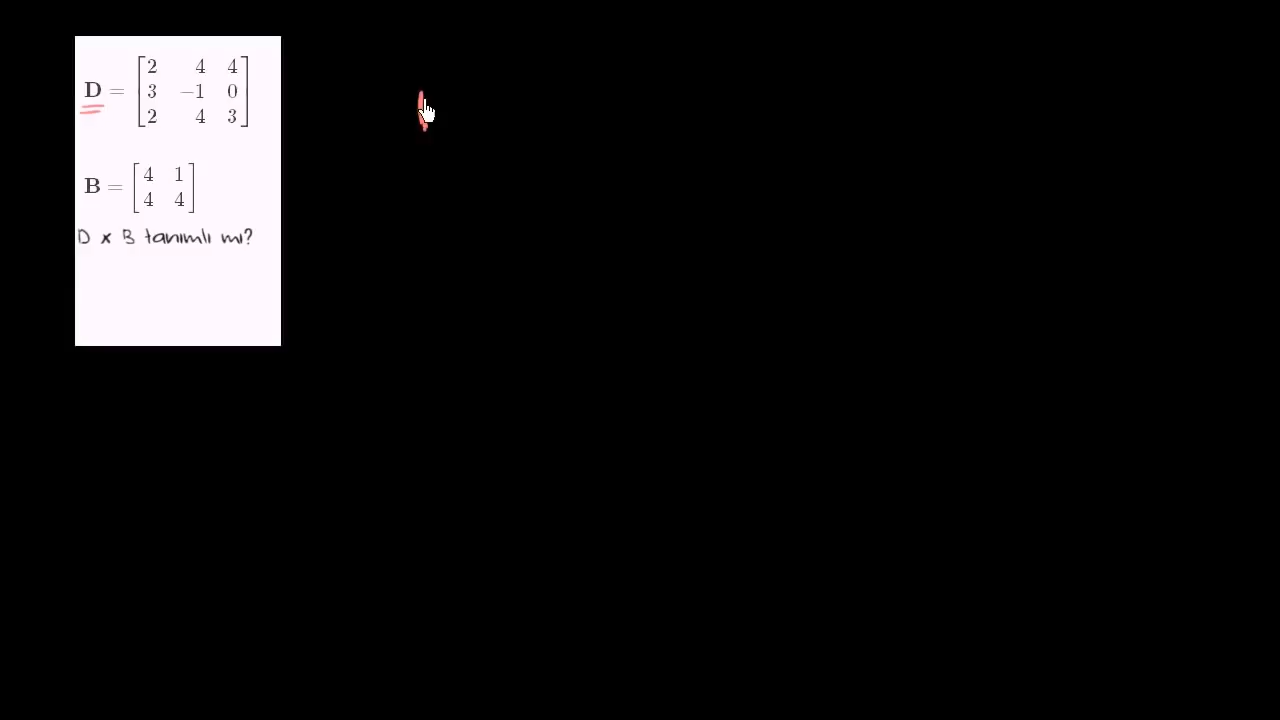 D = [2 4 4
3 −1 0
2 4 3]
B = [4 1
4 4]
D x B tanımlı mı?